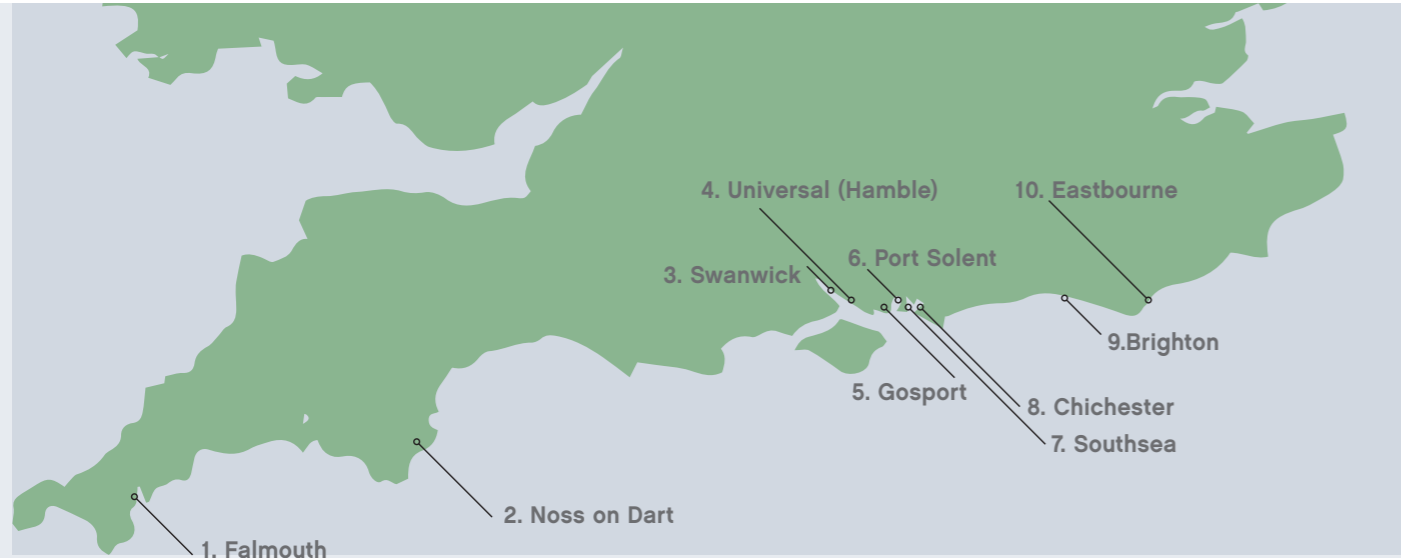 4. Universal (Hamble)
10. Eastbourne
6. Port Solent
3. Swanwick
9.Brighton
5. Gosport
8. Chichester
7. Southsea
2. Noss on Dart
1. Falmouth